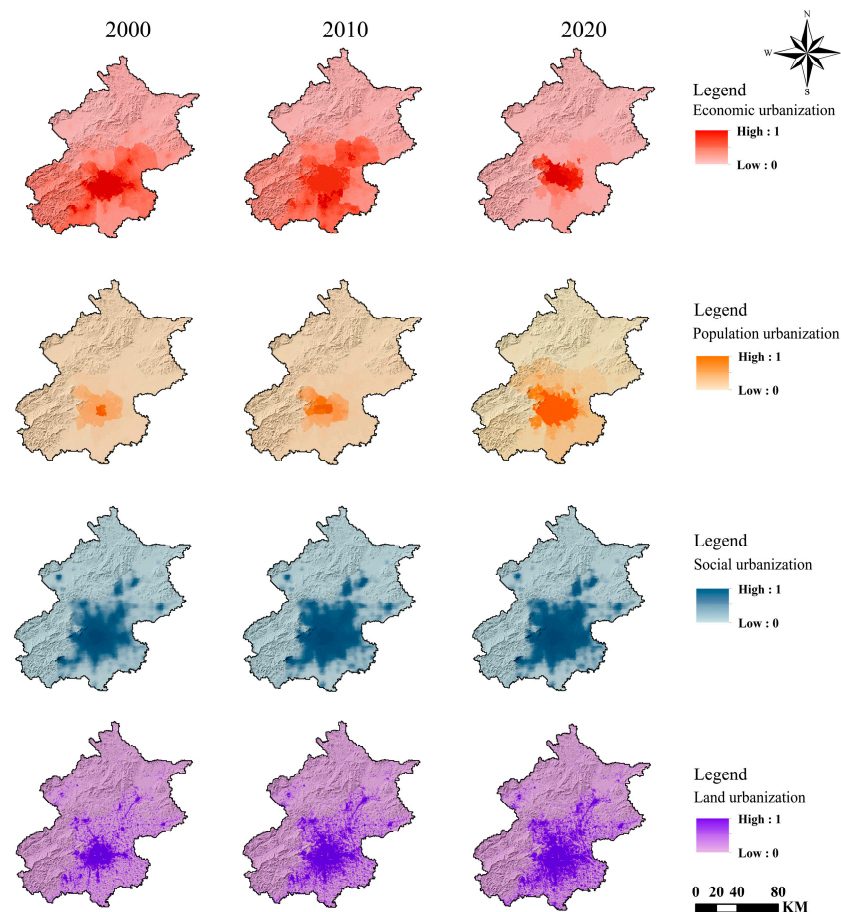 2000 2010 2020
N
W E
S
Legend
Economic urbanization
High : 1
Low : 0
Legend
Population urbanization
High : 1
Low : 0
Legend
Social urbanization
High : 1
Low : 0
Legend
Land urbanization
High : 1
Low : 0
0 20 40 80
KM